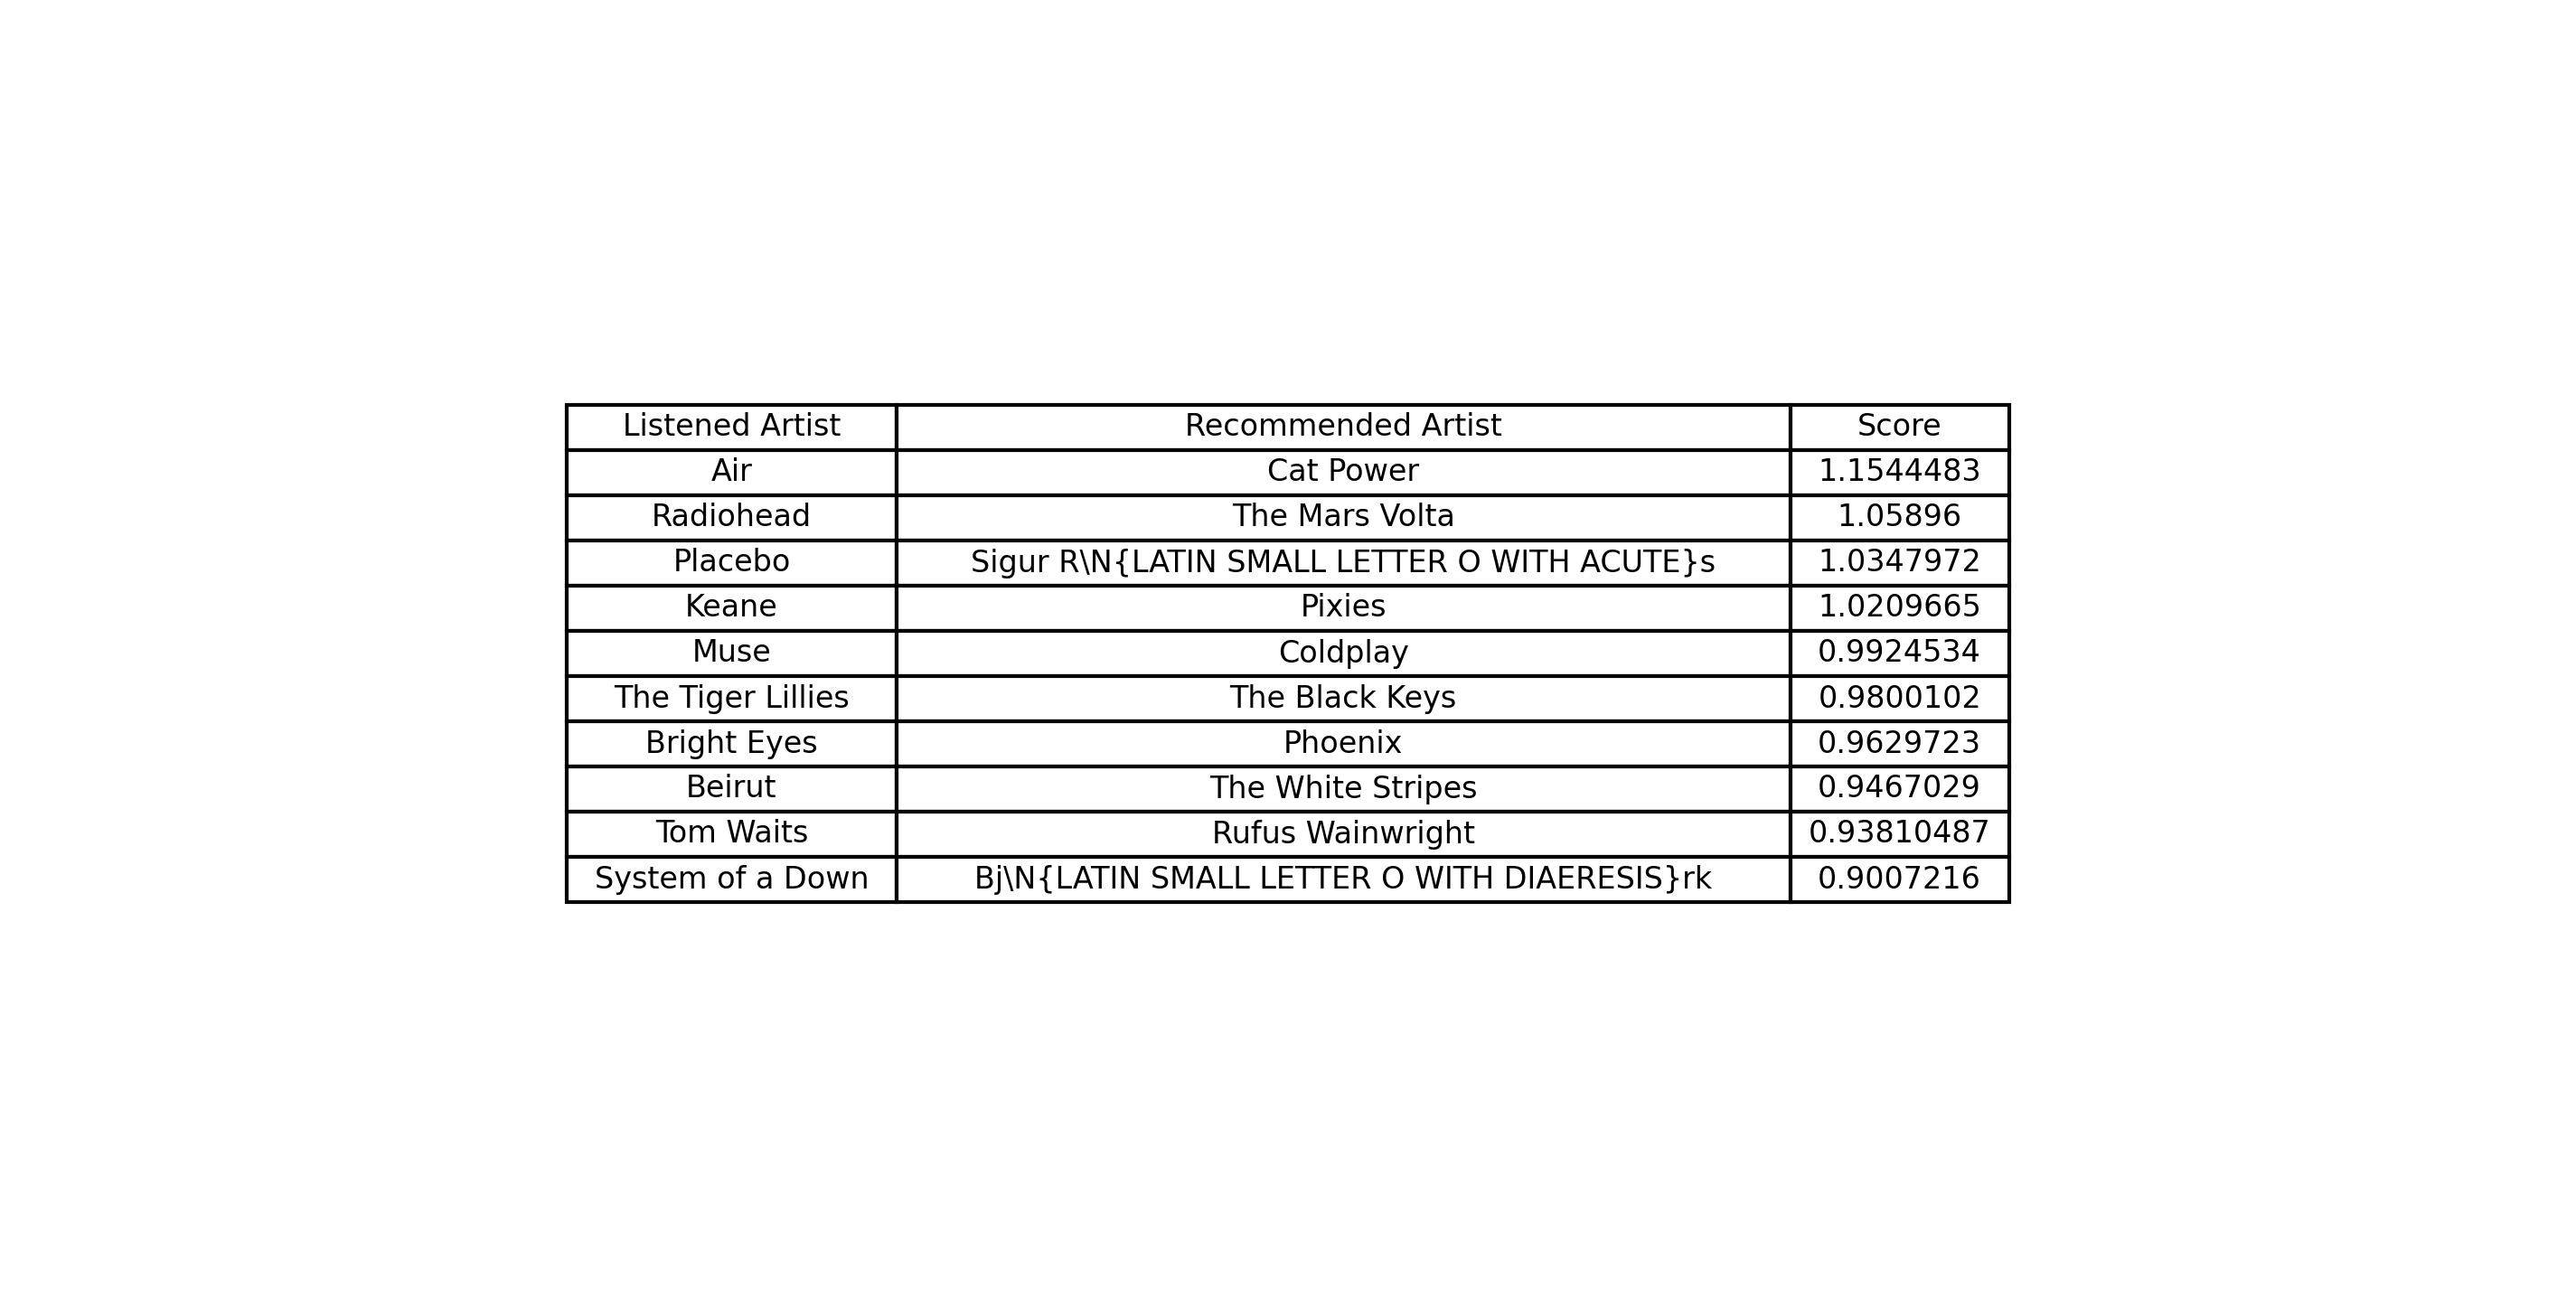 Listened Artist Recommended Artist Score
Air Cat Power 1.1544483
Radiohead The Mars Volta 1.05896
Placebo Sigur R\N{LATIN SMALL LETTER O WITH ACUTE}s 1.0347972
Keane Pixies 1.0209665
Muse Coldplay 0.9924534
The Tiger Lillies The Black Keys 0.9800102
Bright Eyes Phoenix 0.9629723
Beirut The White Stripes 0.9467029
Tom Waits Rufus Wainwright 0.93810487
System of a Down Bj\N{LATIN SMALL LETTER O WITH DIAERESIS}rk 0.9007216